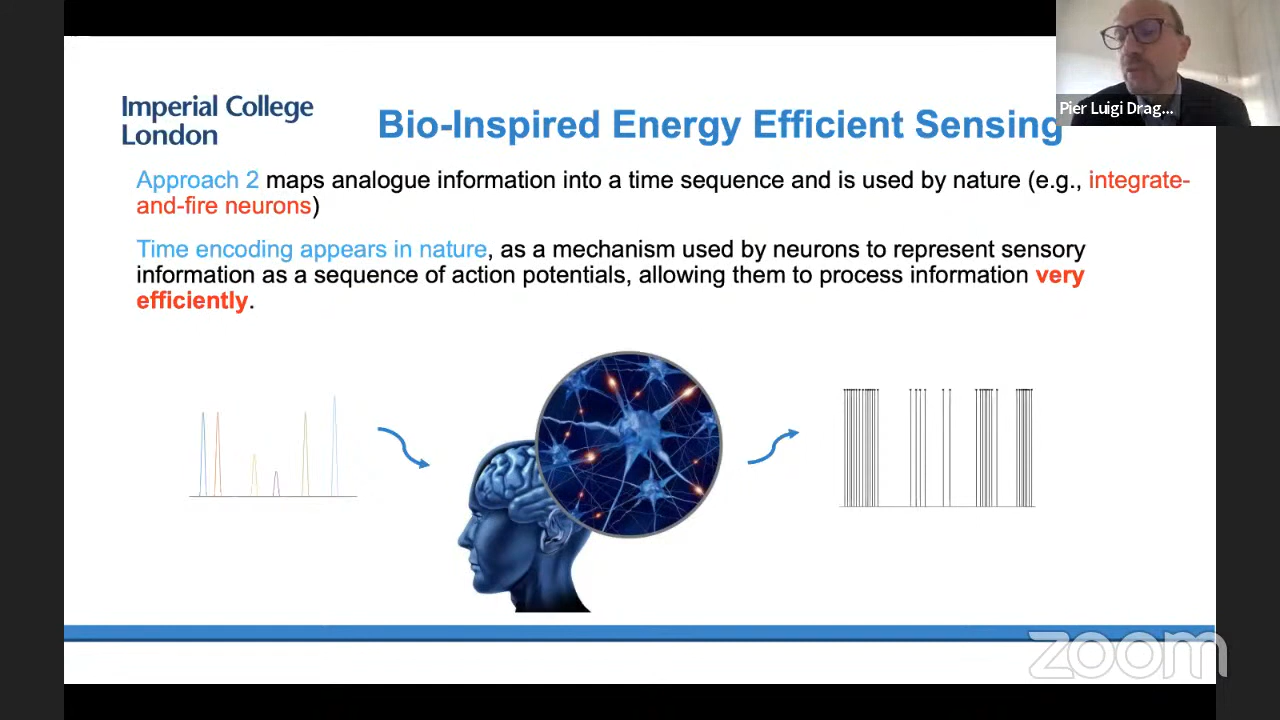 Imperial College
London
Bio-Inspired Energy Efficient Sensing
Pier Luigi Drag...
Approach 2 maps analogue information into a time sequence and is used by nature (e.g., integrate-
and-fire neurons)
Time encoding appears in nature, as a mechanism used by neurons to represent sensory
information as a sequence of action potentials, allowing them to process information very
efficiently.
zoom